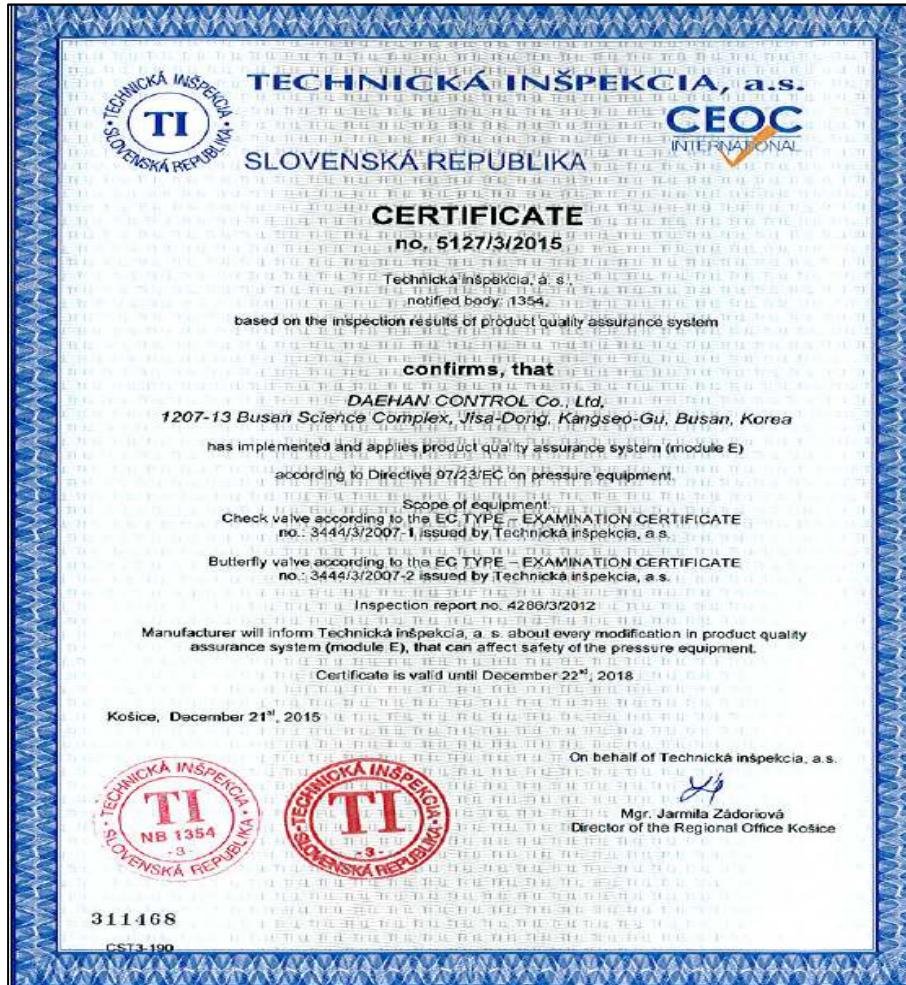 TECHNICKÁ INŠPEKCIA, a.s.
• TECHNICKÁ INŠPEKCIA • SLOVENSKÁ REPUBLIKA
TI
CEOC
INTERNATIONAL
SLOVENSKÁ REPUBLIKA
CERTIFICATE
no. 5127/3/2015
Technická inšpekcia, a. s.,
notified body: 1354,
based on the inspection results of product quality assurance system
confirms, that
DAEHAN CONTROL Co., Ltd,
1207-13 Busan Science Complex, Jisa-Dong, Kangseo-Gu, Busan, Korea
has implemented and applies product quality assurance system (module E)
according to Directive 97/23/EC on pressure equipment.
Scope of equipment:
Check valve according to the EC TYPE – EXAMINATION CERTIFICATE
no.: 3444/3/2007-1 issued by Technická inšpekcia, a.s.
Butterfly valve according to the EC TYPE – EXAMINATION CERTIFICATE
no.: 3444/3/2007-2 issued by Technická inšpekcia, a.s.
Inspection report no. 4286/3/2012
Manufacturer will inform Technická inšpekcia, a. s. about every modification in product quality
assurance system (module E), that can affect safety of the pressure equipment.
Certificate is valid until December 22nd, 2018
Košice, December 21st, 2015
On behalf of Technická inšpekcia, a.s.
Mgr. Jarmila Zádoriová
Director of the Regional Office Košice
• TECHNICKÁ INŠPEKCIA • SLOVENSKÁ REPUBLIKA
TI
NB 1354
- 3 -
• TECHNICKÁ INŠPEKCIA • SLOVENSKÁ REPUBLIKA
TI
- 3 -
311468
CST3-190